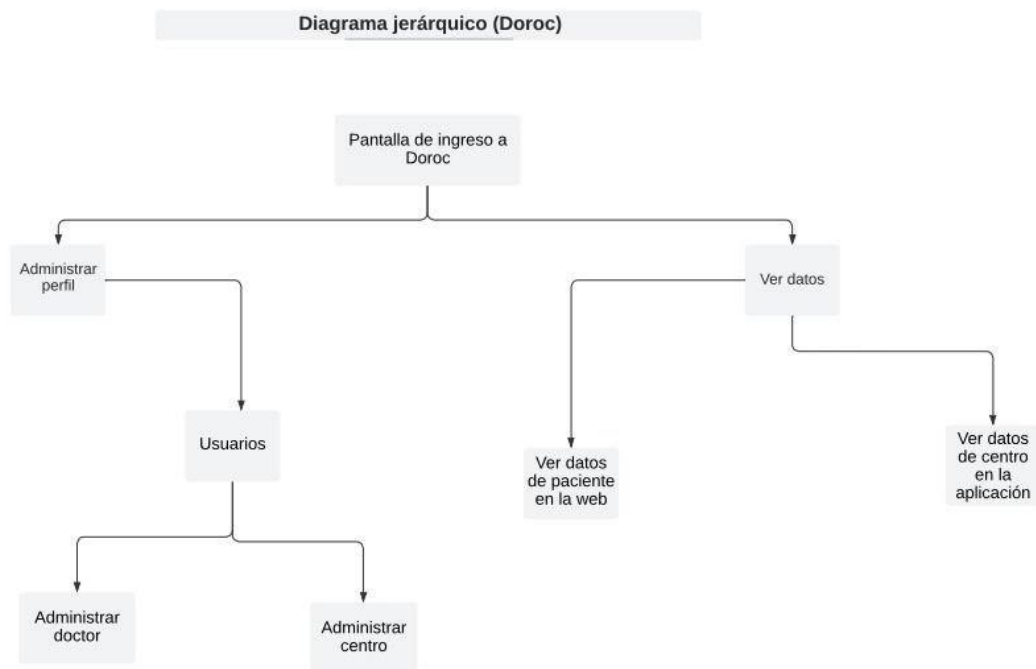 Diagrama jerárquico (Doroc)
Pantalla de ingreso a
Doroc
Administrar
perfil
Ver datos
Usuarios
Ver datos
de paciente
en la web
Ver datos
de centro
en la
aplicación
Administrar
doctor
Administrar
centro